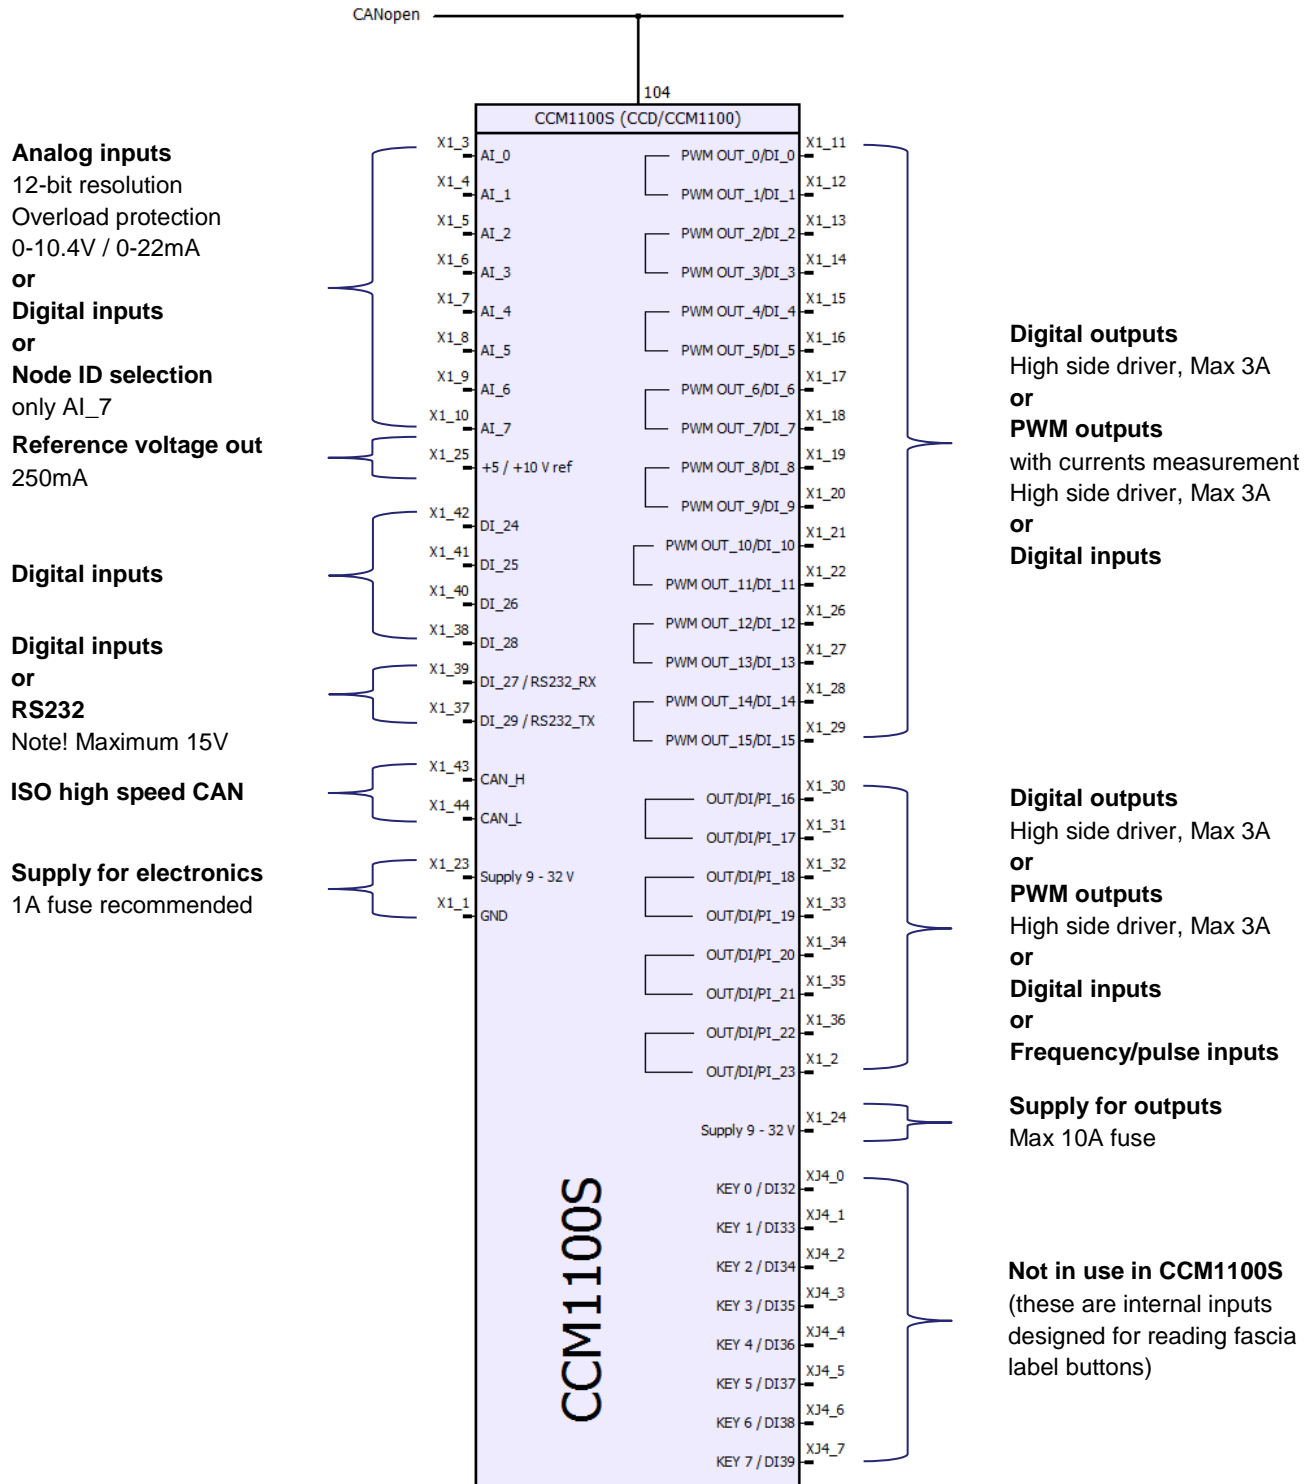 CANopen
104
CCM1100S (CCD/CCM1100)
Analog inputs
12-bit resolution
Overload protection
0-10.4V / 0-22mA
or
Digital inputs
or
Node ID selection
only AI_7
Reference voltage out
250mA
Digital inputs
Digital inputs
or
RS232
Note! Maximum 15V
ISO high speed CAN
Supply for electronics
1A fuse recommended
X1_3 AI_0
X1_4 AI_1
X1_5 AI_2
X1_6 AI_3
X1_7 AI_4
X1_8 AI_5
X1_9 AI_6
X1_10 AI_7
X1_25 +5 / +10 V ref
X1_42 DI_24
X1_41 DI_25
X1_40 DI_26
X1_38 DI_28
X1_39 DI_27 / RS232_RX
X1_37 DI_29 / RS232_TX
X1_43 CAN_H
X1_44 CAN_L
X1_23 Supply 9 - 32 V
X1_1 GND
CCM1100S
PWM OUT_0/DI_0 X1_11
PWM OUT_1/DI_1 X1_12
PWM OUT_2/DI_2 X1_13
PWM OUT_3/DI_3 X1_14
PWM OUT_4/DI_4 X1_15
PWM OUT_5/DI_5 X1_16
PWM OUT_6/DI_6 X1_17
PWM OUT_7/DI_7 X1_18
PWM OUT_8/DI_8 X1_19
PWM OUT_9/DI_9 X1_20
PWM OUT_10/DI_10 X1_21
PWM OUT_11/DI_11 X1_22
PWM OUT_12/DI_12 X1_26
PWM OUT_13/DI_13 X1_27
PWM OUT_14/DI_14 X1_28
PWM OUT_15/DI_15 X1_29
OUT/DI/PI_16 X1_30
OUT/DI/PI_17 X1_31
OUT/DI/PI_18 X1_32
OUT/DI/PI_19 X1_33
OUT/DI/PI_20 X1_34
OUT/DI/PI_21 X1_35
OUT/DI/PI_22 X1_36
OUT/DI/PI_23 X1_2
Supply 9 - 32 V X1_24
KEY 0 / DI32 XJ4_0
KEY 1 / DI33 XJ4_1
KEY 2 / DI34 XJ4_2
KEY 3 / DI35 XJ4_3
KEY 4 / DI36 XJ4_4
KEY 5 / DI37 XJ4_5
KEY 6 / DI38 XJ4_6
KEY 7 / DI39 XJ4_7
Digital outputs
High side driver, Max 3A
or
PWM outputs
with currents measurement
High side driver, Max 3A
or
Digital inputs
Digital outputs
High side driver, Max 3A
or
PWM outputs
High side driver, Max 3A
or
Digital inputs
or
Frequency/pulse inputs
Supply for outputs
Max 10A fuse
Not in use in CCM1100S
(these are internal inputs
designed for reading fascia
label buttons)